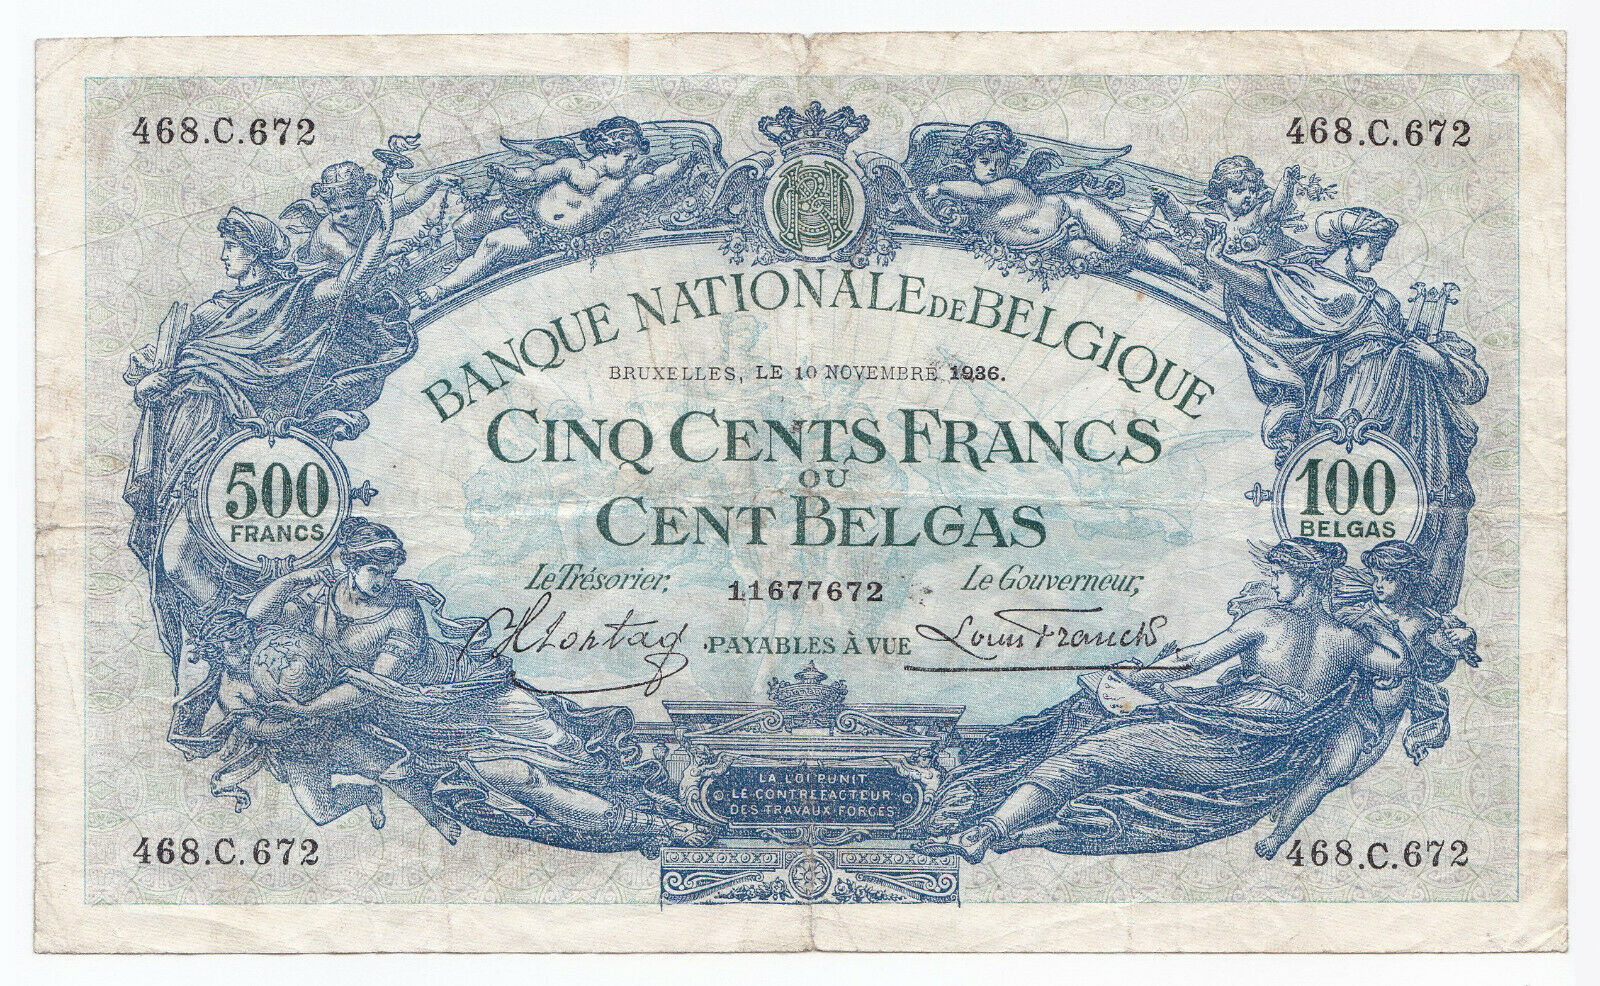 468.C.672
468.C.672
BANQUE NATIONALE DE BELGIQUE
BRUXELLES, LE 10 NOVEMBRE 1936.
CINQ CENTS FRANCS
OU
CENT BELGAS
500
FRANCS
100
BELGAS
Le Trésorier,
11677672
Le Gouverneur,
PAYABLES À VUE
Louis Franck
LA LOI PUNIT
LE CONTREFACTEUR
DES TRAVAUX FORCÉS
468.C.672
468.C.672